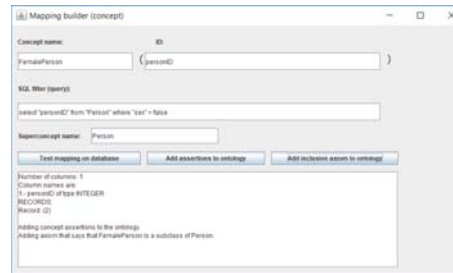 Mapping builder (concept)
Concept name: ID:
FemalePerson ( personID )
SQL filter (query):
select "personID" from "Person" where "sex" = false
Superconcept name: Person
Test mapping on database Add assertions to ontology Add inclusion axiom to ontology
Number of columns: 1
Column names are:
1 - personID of type INTEGER
RECORDS:
Record: (2)
Adding concept assertions to the ontology
Adding axiom that says that FemalePerson is a subclass of Person.